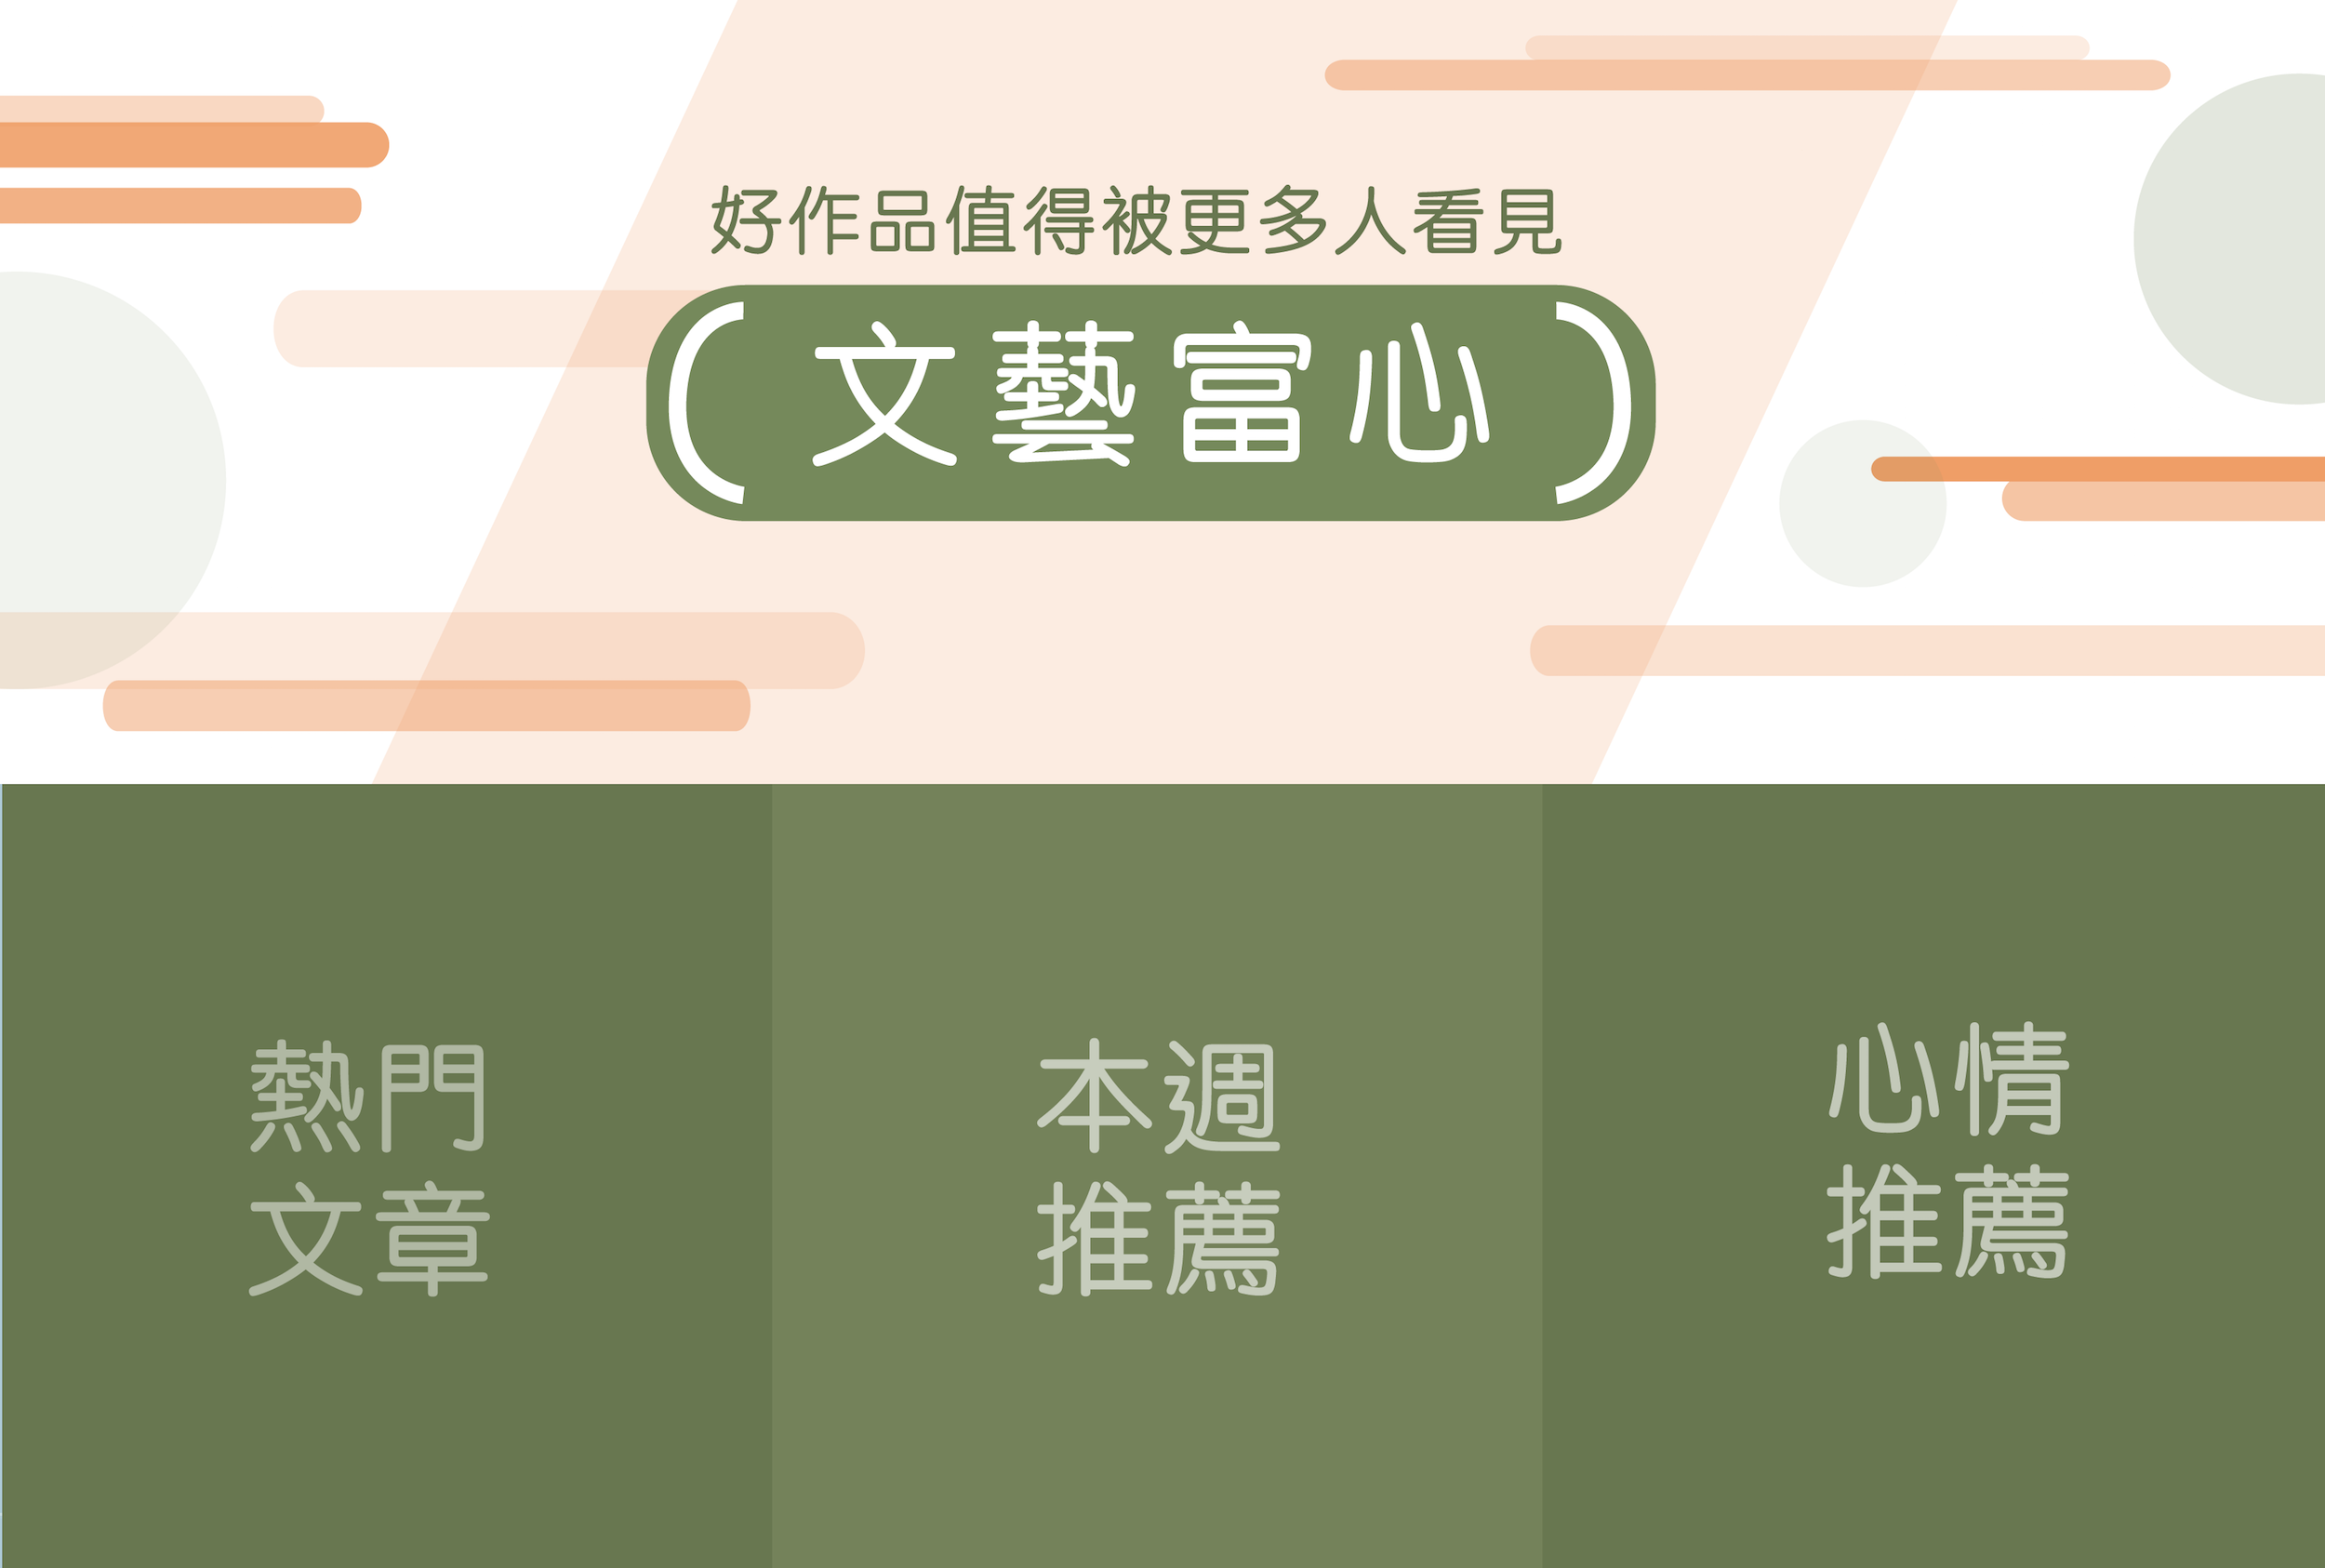 好作品值得被更多人看見
文藝富心
熱門
文章
本週
推薦
心情
推薦